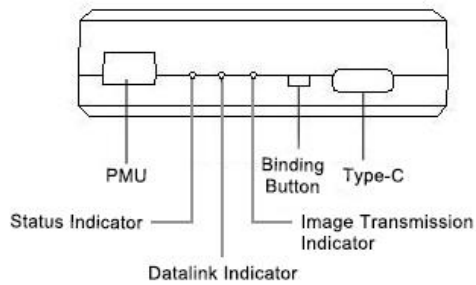 PMU
Binding
Button
Type-C
Status Indicator
Image Transmission
Indicator
Datalink Indicator